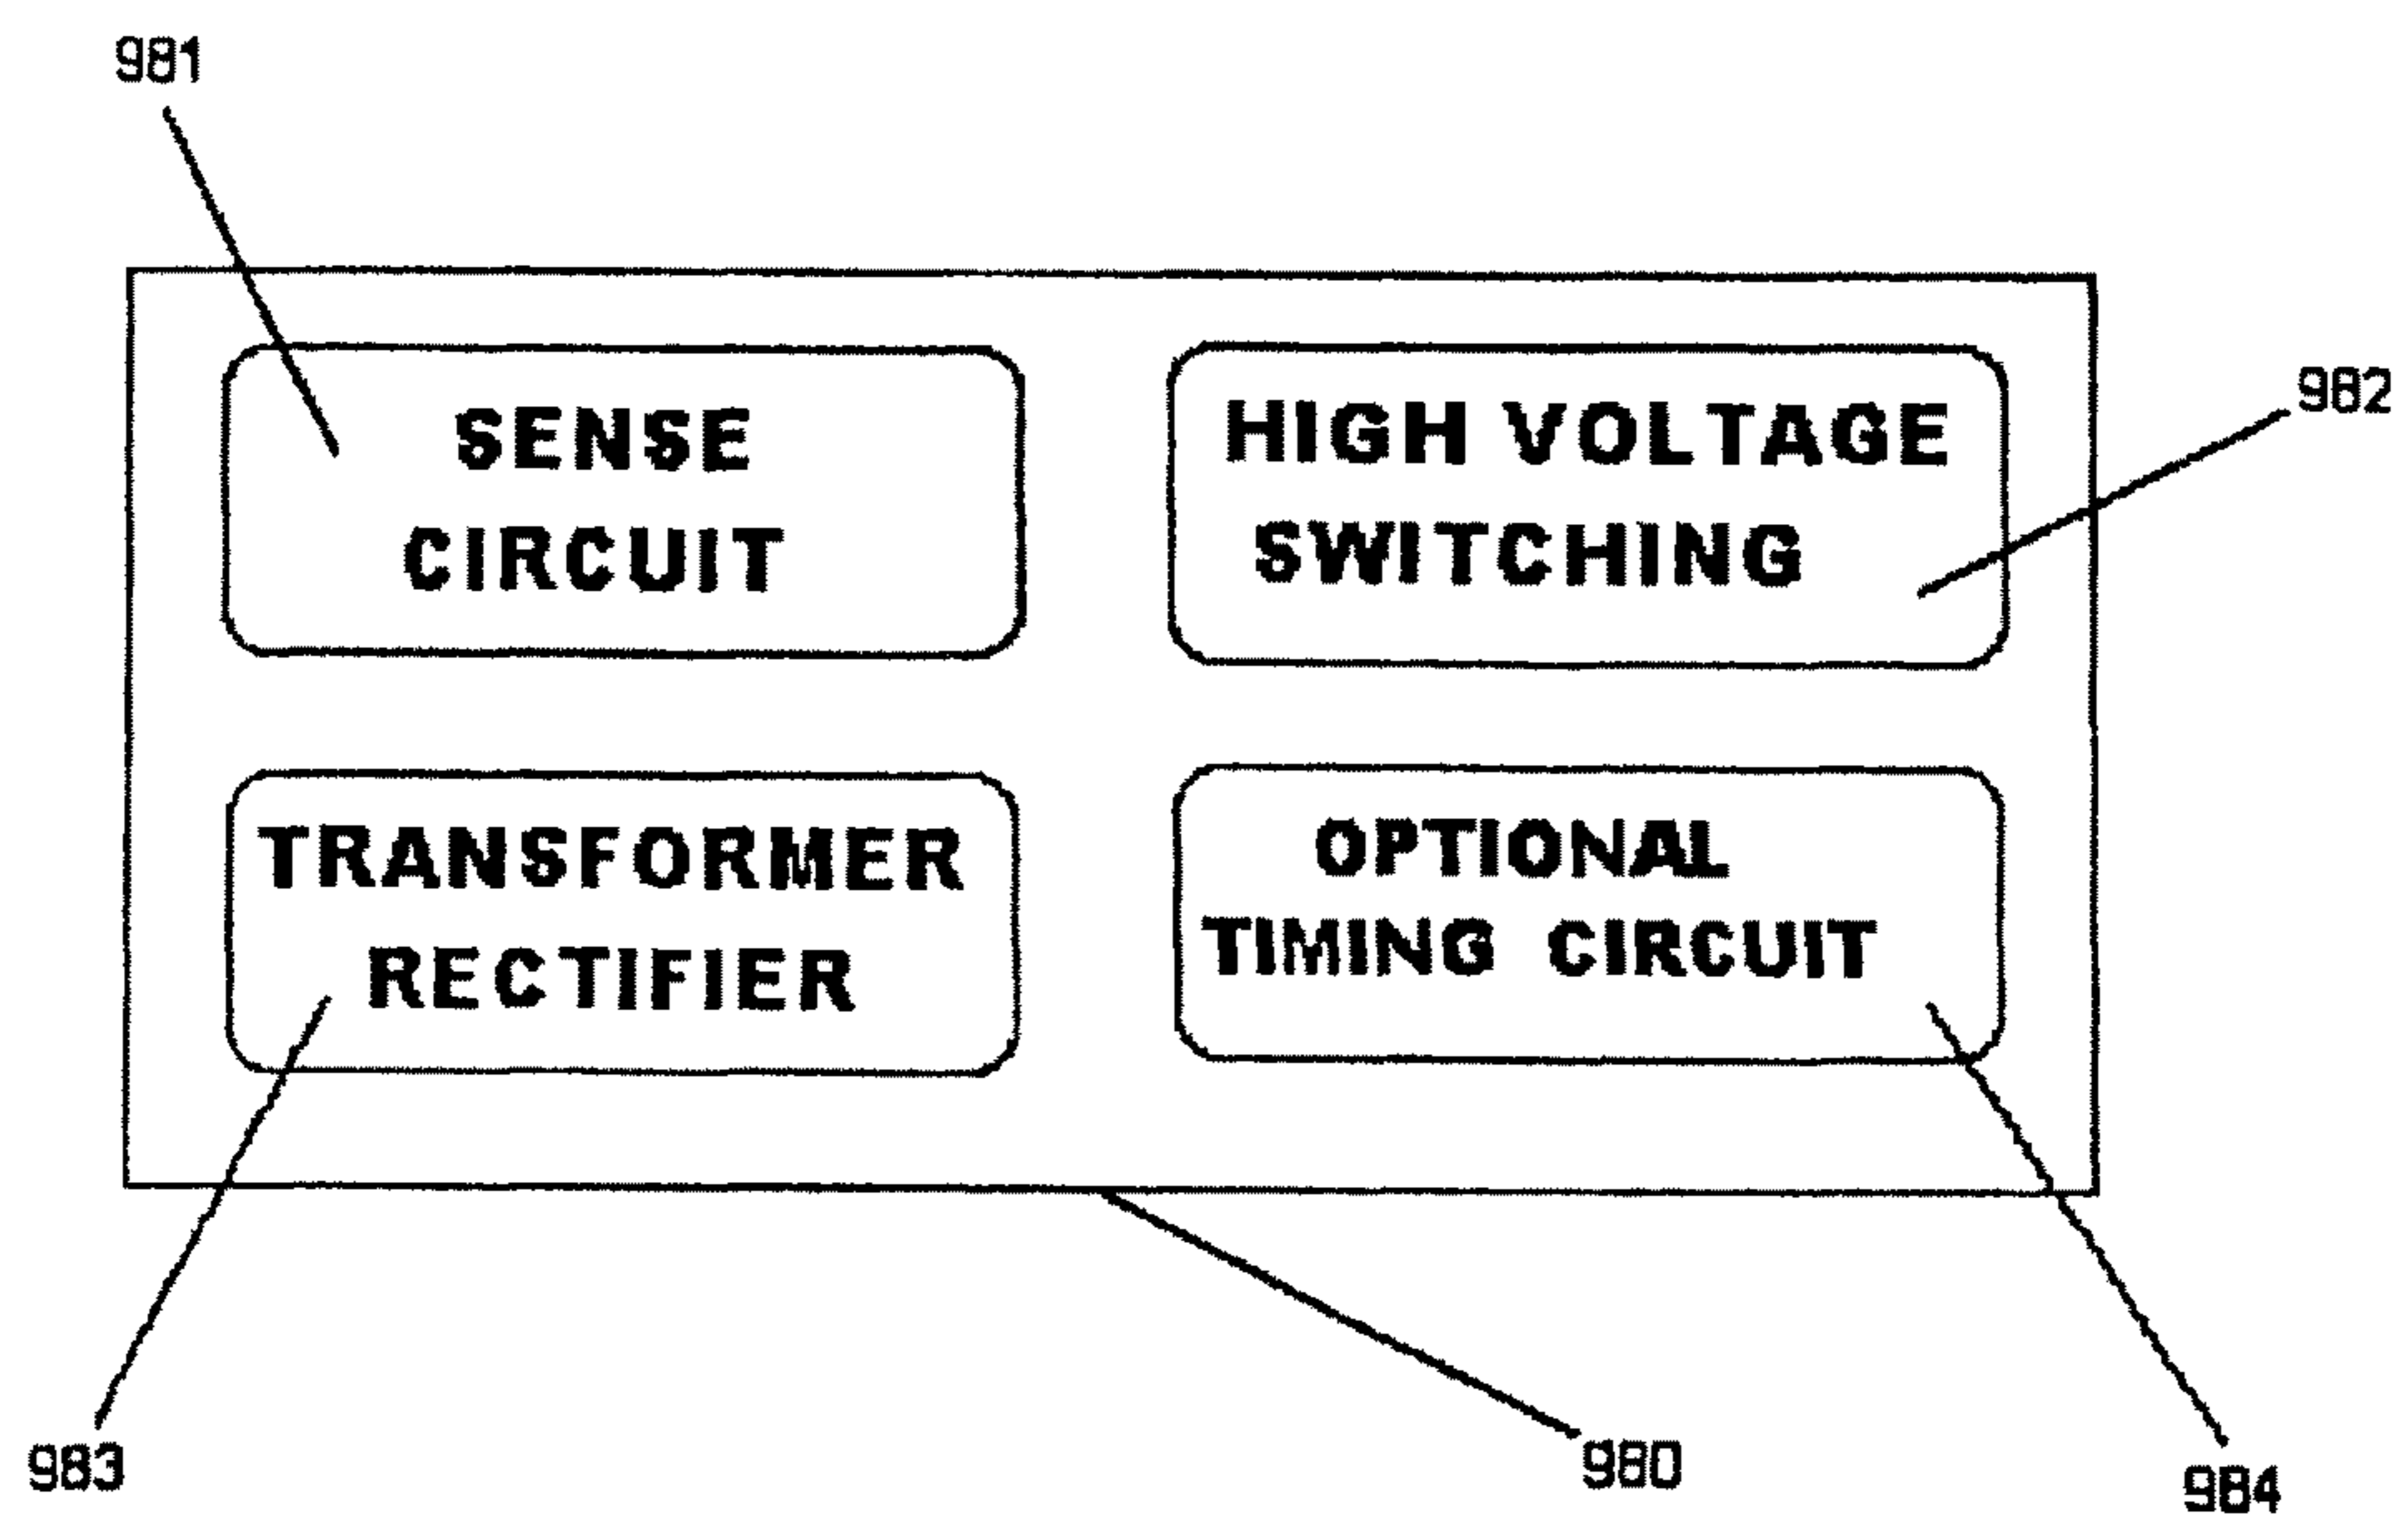 981
SENSE
CIRCUIT
HIGH VOLTAGE
SWITCHING
982
TRANSFORMER
RECTIFIER
OPTIONAL
TIMING CIRCUIT
983
980
984